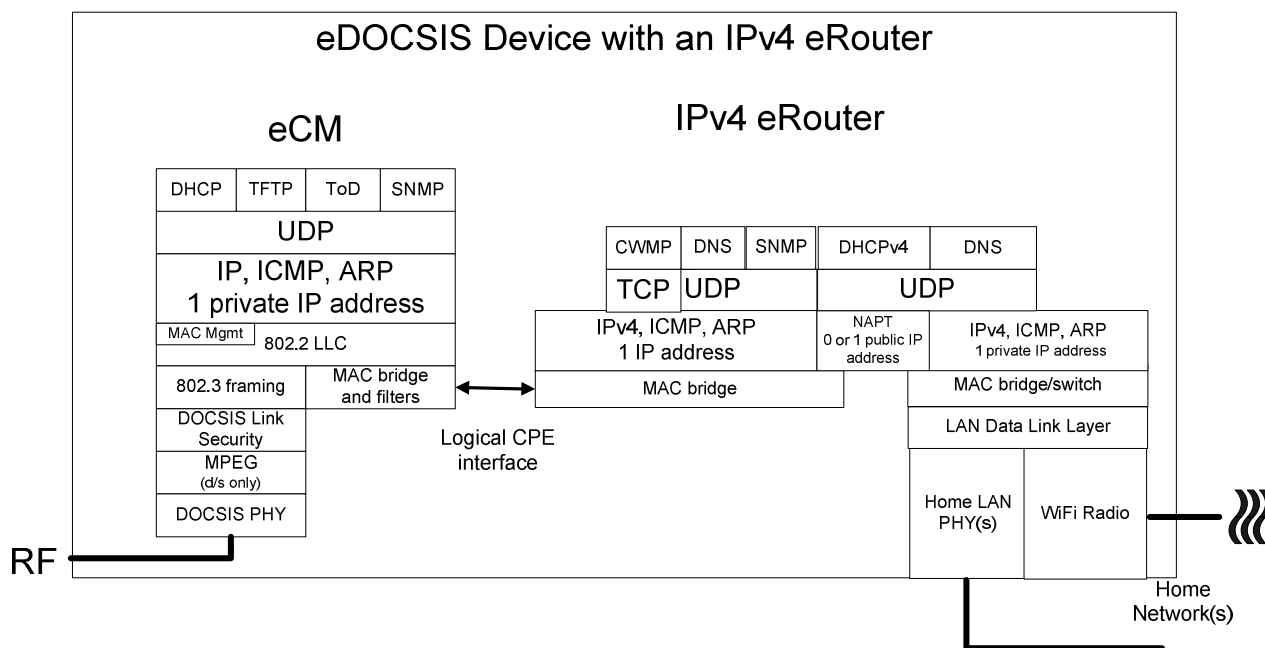 eDOCSIS Device with an IPv4 eRouter
eCM
IPv4 eRouter
DHCP
TFTP
ToD
SNMP
UDP
IP, ICMP, ARP
1 private IP address
MAC Mgmt
802.2 LLC
802.3 framing
MAC bridge
and filters
DOCSIS Link
Security
MPEG
(d/s only)
DOCSIS PHY
RF
Logical CPE
interface
CWMP
DNS
SNMP
DHCPv4
DNS
TCP
UDP
UDP
IPv4, ICMP, ARP
1 IP address
NAPT
0 or 1 public IP
address
IPv4, ICMP, ARP
1 private IP address
MAC bridge
MAC bridge/switch
LAN Data Link Layer
Home LAN
PHY(s)
WiFi Radio
Home
Network(s)